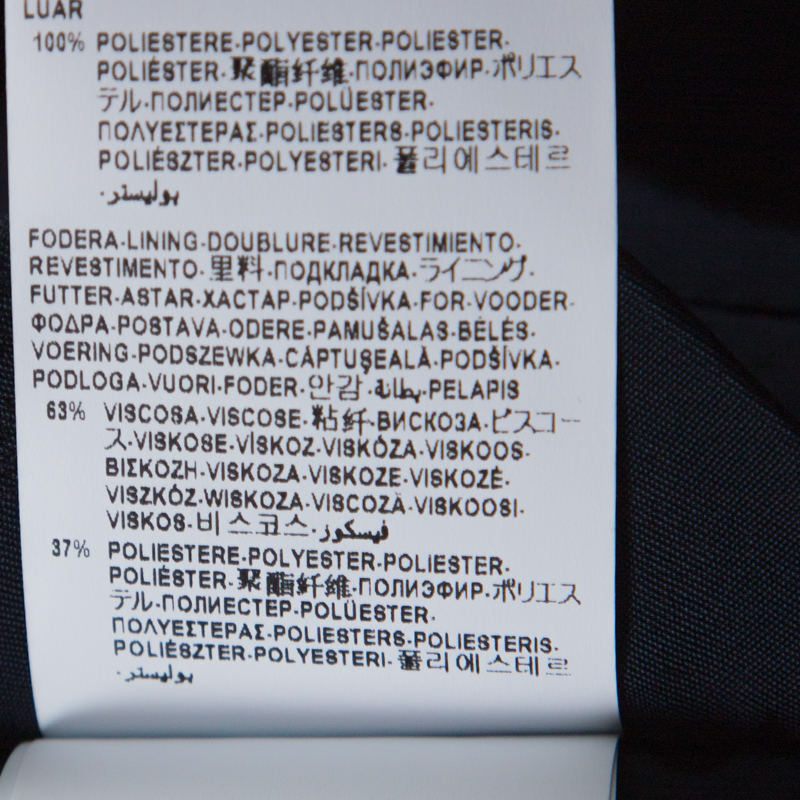 LUAR
100% POLIESTERE·POLYESTER·POLIESTER·
POLIÉSTER·聚酯纤维·ПОЛИЭФИР·ポリエス
テル·ПОЛИЕСТЕР·POLÜESTER·
ΠΟΛΥΕΣΤΕΡΑΣ·POLIESTERS·POLIESTERIS·
POLIÉSZTER·POLYESTERI·폴리에스테르
·بوليستر
FODERA·LINING·DOUBLURE·REVESTIMIENTO·
REVESTIMENTO·里料·ПОДКЛАДКА·ライニング·
FUTTER·ASTAR·ХАСТАР·PODŠÍVKA·FOR·VOODER·
ΦΟΔΡΑ·POSTAVA·ODERE·PAMUŠALAS·BÉLÉS·
VOERING·PODSZEWKA·CĂPTUŞEALĂ·PODŠÍVKA·
PODLOGA·VUORI·FODER·안감·بطانة·PELAPIS
63% VISCOSA·VISCOSE·粘纤·ВИСКОЗА·ビスコー
ス·VISKOSE·VİSKOZ·VISKÓZA·VISKOOS·
ΒΙΣΚΟΖΗ·VISKOZA·VISKOZE·VISKOZĖ·
VISZKÓZ·WISKOZA·VISCOZĂ·VISKOOSI·
VISKOS·비스코스·فيسكوز
37% POLIESTERE·POLYESTER·POLIESTER·
POLIÉSTER·聚酯纤维·ПОЛИЭФИР·ポリエス
テル·ПОЛИЕСТЕР·POLÜESTER·
ΠΟΛΥΕΣΤΕΡΑΣ·POLIESTERS·POLIESTERIS·
POLIÉSZTER·POLYESTERI·폴리에스테르
·بوليستر